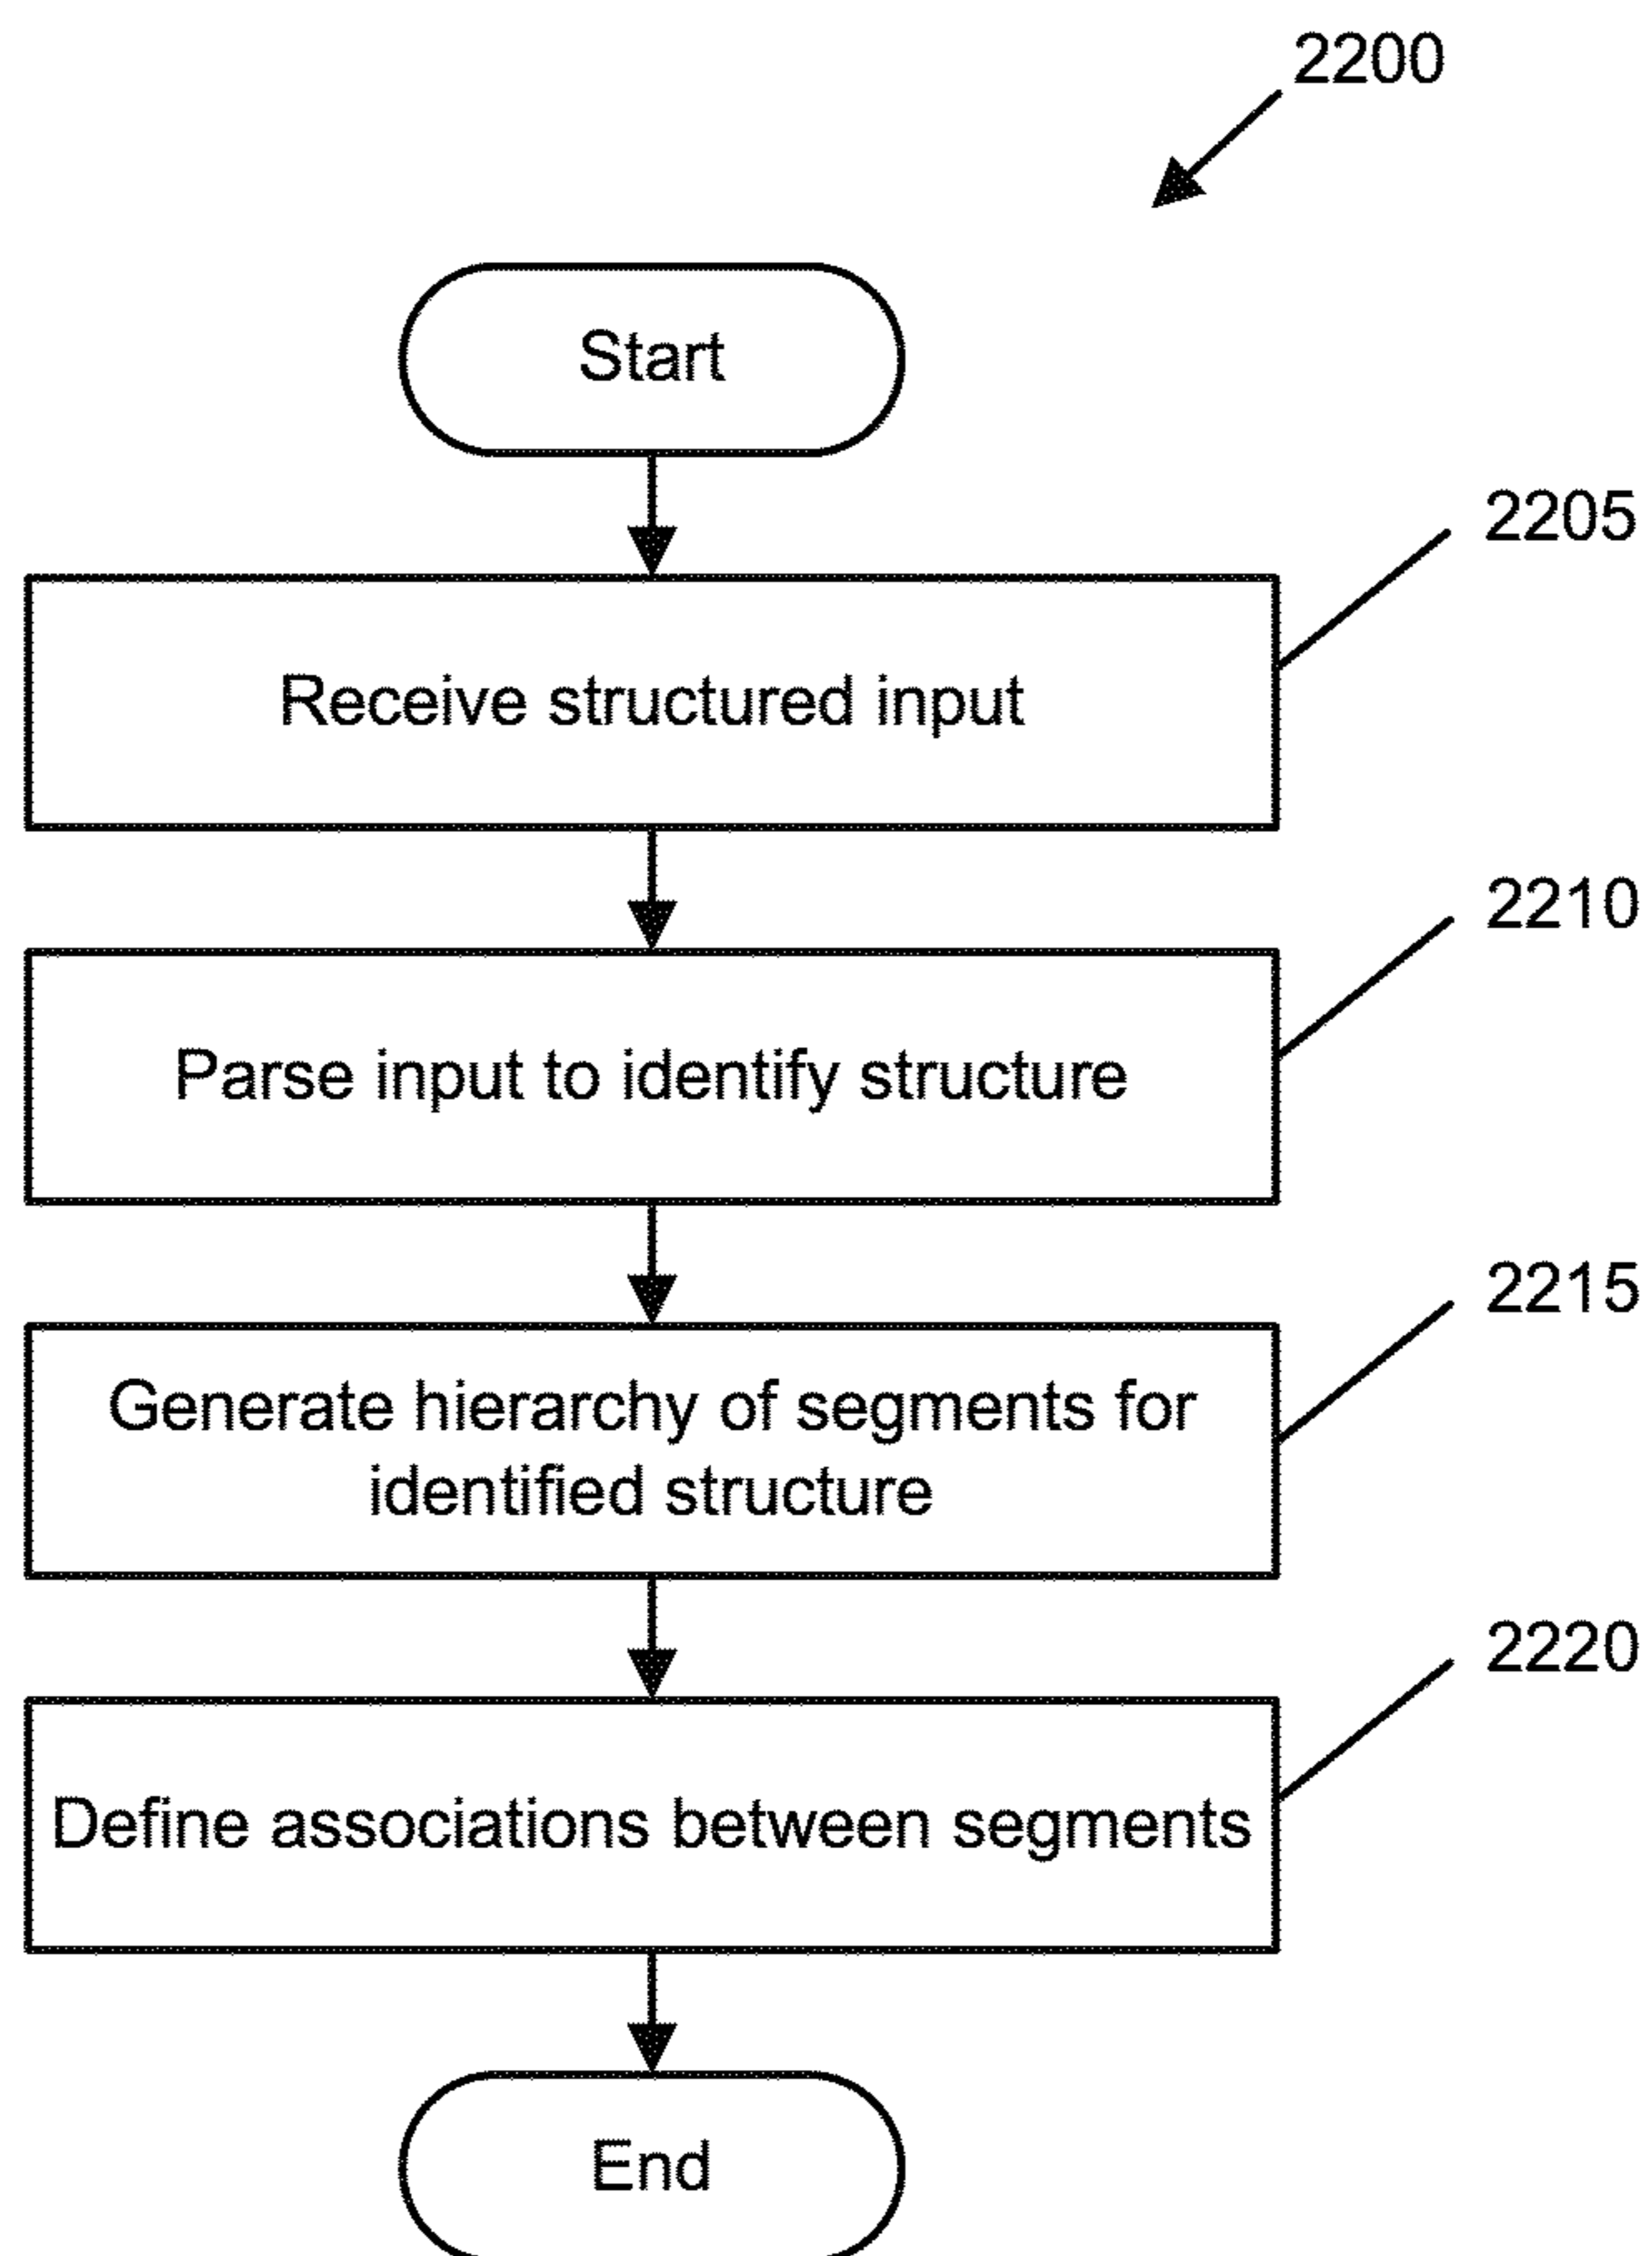 2200
Start
2205
Receive structured input
2210
Parse input to identify structure
2215
Generate hierarchy of segments for
identified structure
2220
Define associations between segments
End